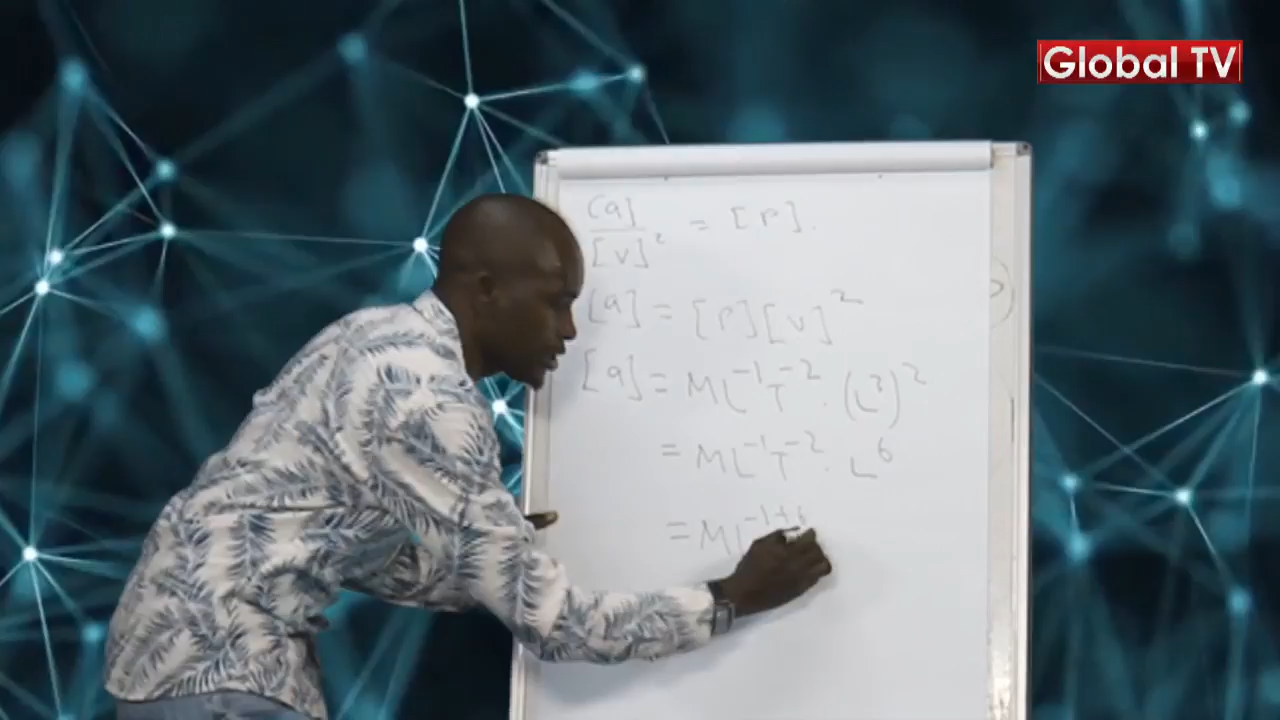 Global TV
[a]/[v]² = [P].
[a] = [P][v]²
[a] = ML⁻¹T⁻² . (L³)²
= ML⁻¹T⁻² . L⁶
= ML⁻¹⁺⁶